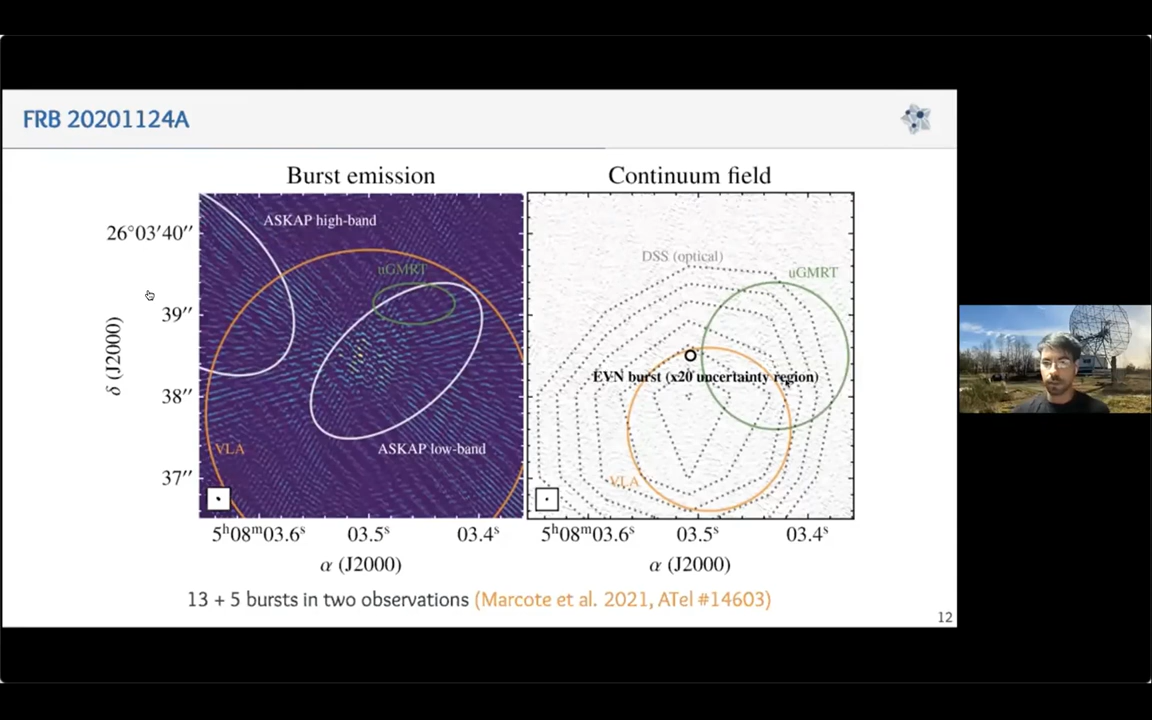 FRB 20201124A
Burst emission
Continuum field
26°03′40″
39″
38″
37″
δ (J2000)
ASKAP high-band
uGMRT
VLA
ASKAP low-band
DSS (optical)
uGMRT
EVN burst (x20 uncertainty region)
VLA
5ʰ08ᵐ03.6ˢ 03.5ˢ 03.4ˢ
5ʰ08ᵐ03.6ˢ 03.5ˢ 03.4ˢ
α (J2000)
α (J2000)
13 + 5 bursts in two observations (Marcote et al. 2021, ATel #14603)
12